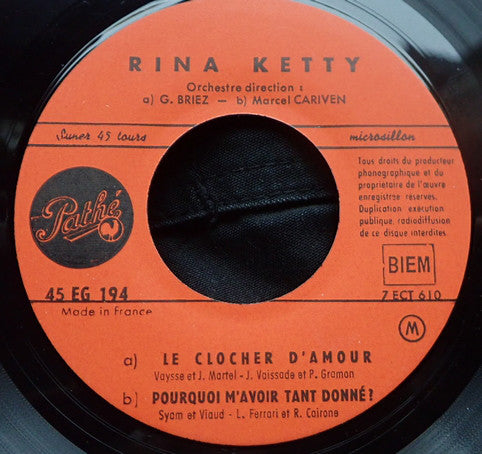 RINA KETTY
Orchestre direction :
a) G. BRIEZ — b) Marcel CARIVEN
Super 45 tours
microsillon
Tous droits du producteur
phonographique et du
propriétaire de l'œuvre
enregistrée réservés.
Duplication exécution
publique, radiodiffusion
de ce disque interdites.
Pathé
BIEM
45 EG 194
7 ECT 610
Made in France
M
a) LE CLOCHER D'AMOUR
Vaysse et J. Martel - J. Vaissade et P. Gramon
b) POURQUOI M'AVOIR TANT DONNÉ?
Syam et Viaud - L. Ferrari et R. Cairone